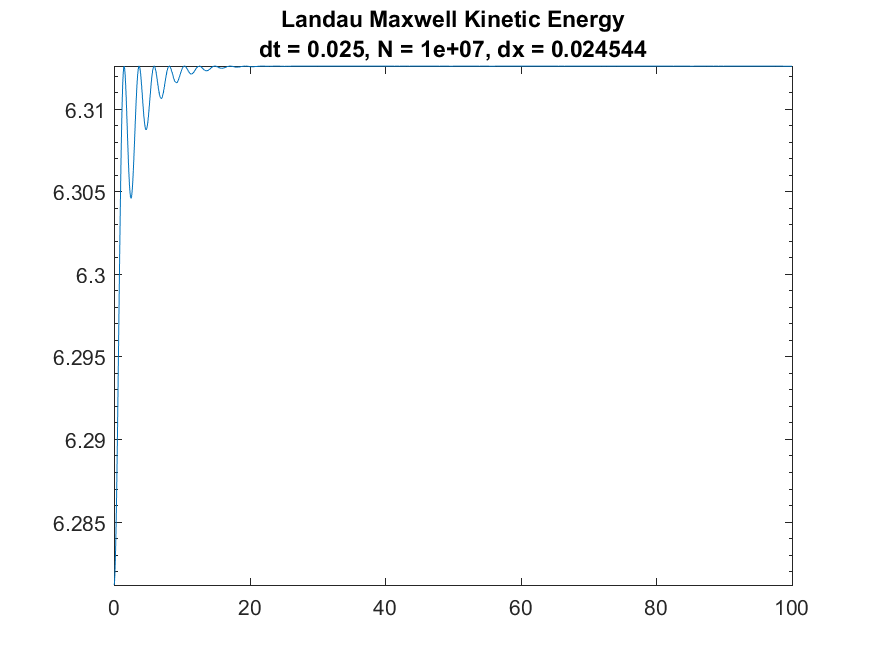 Landau Maxwell Kinetic Energy
dt = 0.025, N = 1e+07, dx = 0.024544
6.31
6.305
6.3
6.295
6.29
6.285
0 20 40 60 80 100